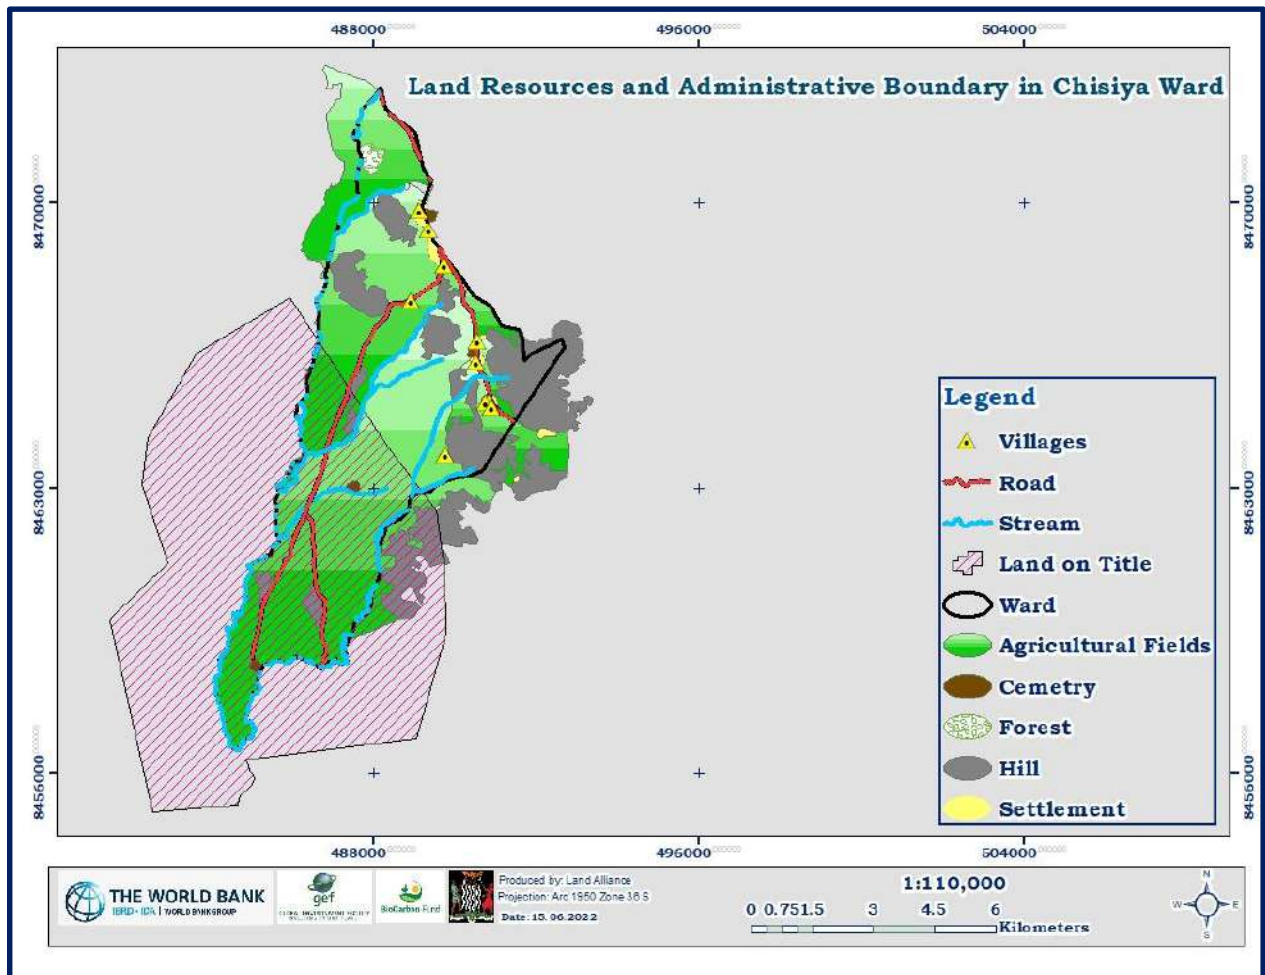 488000 496000 504000
Land Resources and Administrative Boundary in Chisiya Ward
8470000 8470000
8463000 8463000
8456000 8456000
Legend
Villages
Road
Stream
Land on Title
Ward
Agricultural Fields
Cemetry
Forest
Hill
Settlement
488000 496000 504000
THE WORLD BANK
IBRD • IDA | WORLD BANK GROUP
gef
BioCarbon Fund
Produced by: Land Alliance
Projection: Arc 1950 Zone 36 S
Date: 15.06.2022
1:110,000
0 0.75 1.5 3 4.5 6
Kilometers
N
W E
S